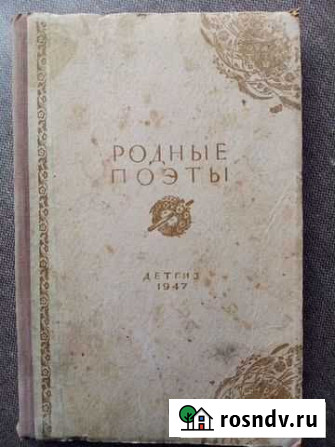 РОДНЫЕ
ПОЭТЫ
ДЕТГИЗ
1947
rosndv.ru